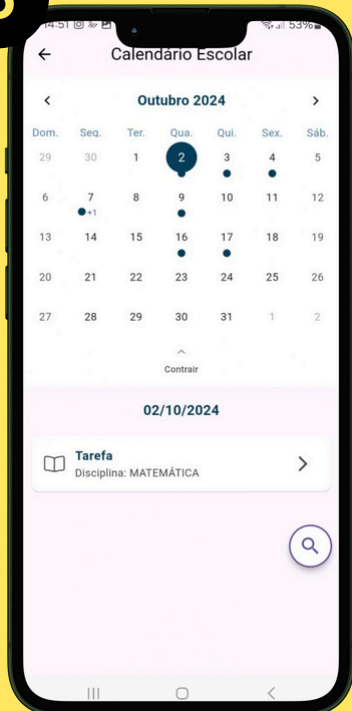 14:51 53%
Calendário Escolar
Outubro 2024
Dom. Seg. Ter. Qua. Qui. Sex. Sáb.
29 30 1 2 3 4 5
6 7 8 9 10 11 12
+1
13 14 15 16 17 18 19
20 21 22 23 24 25 26
27 28 29 30 31 1 2
Contrair
02/10/2024
Tarefa
Disciplina: MATEMÁTICA